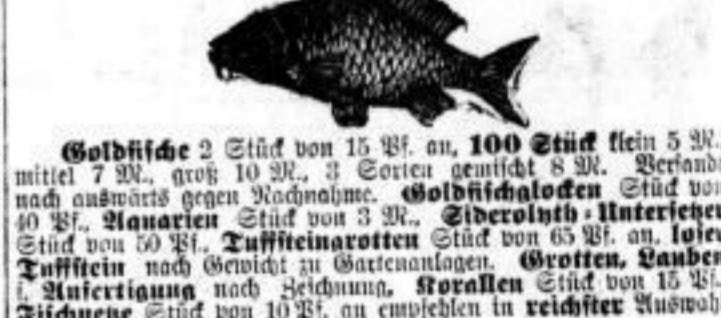 Goldfische 2 Stück von 15 Pf. an, 100 Stück klein 5 M.
mittel 7 M., groß 10 M., 3 Sorten gemischt 8 M. Versandt
nach auswärts gegen Nachnahme. Goldfischglocken Stück von
40 Pf., Aquarien Stück von 3 M., Siderolyth-Untersetzer
Stück von 50 Pf., Tuffsteingrotten Stück von 65 Pf. an, loser
Tuffstein nach Gewicht zu Gartenanlagen. Grotten, Lauben
f. Anfertigung nach Zeichnung. Korallen Stück von 15 Pf.
Fischnetze Stück von 10 Pf. an empfehlen in reichster Auswahl